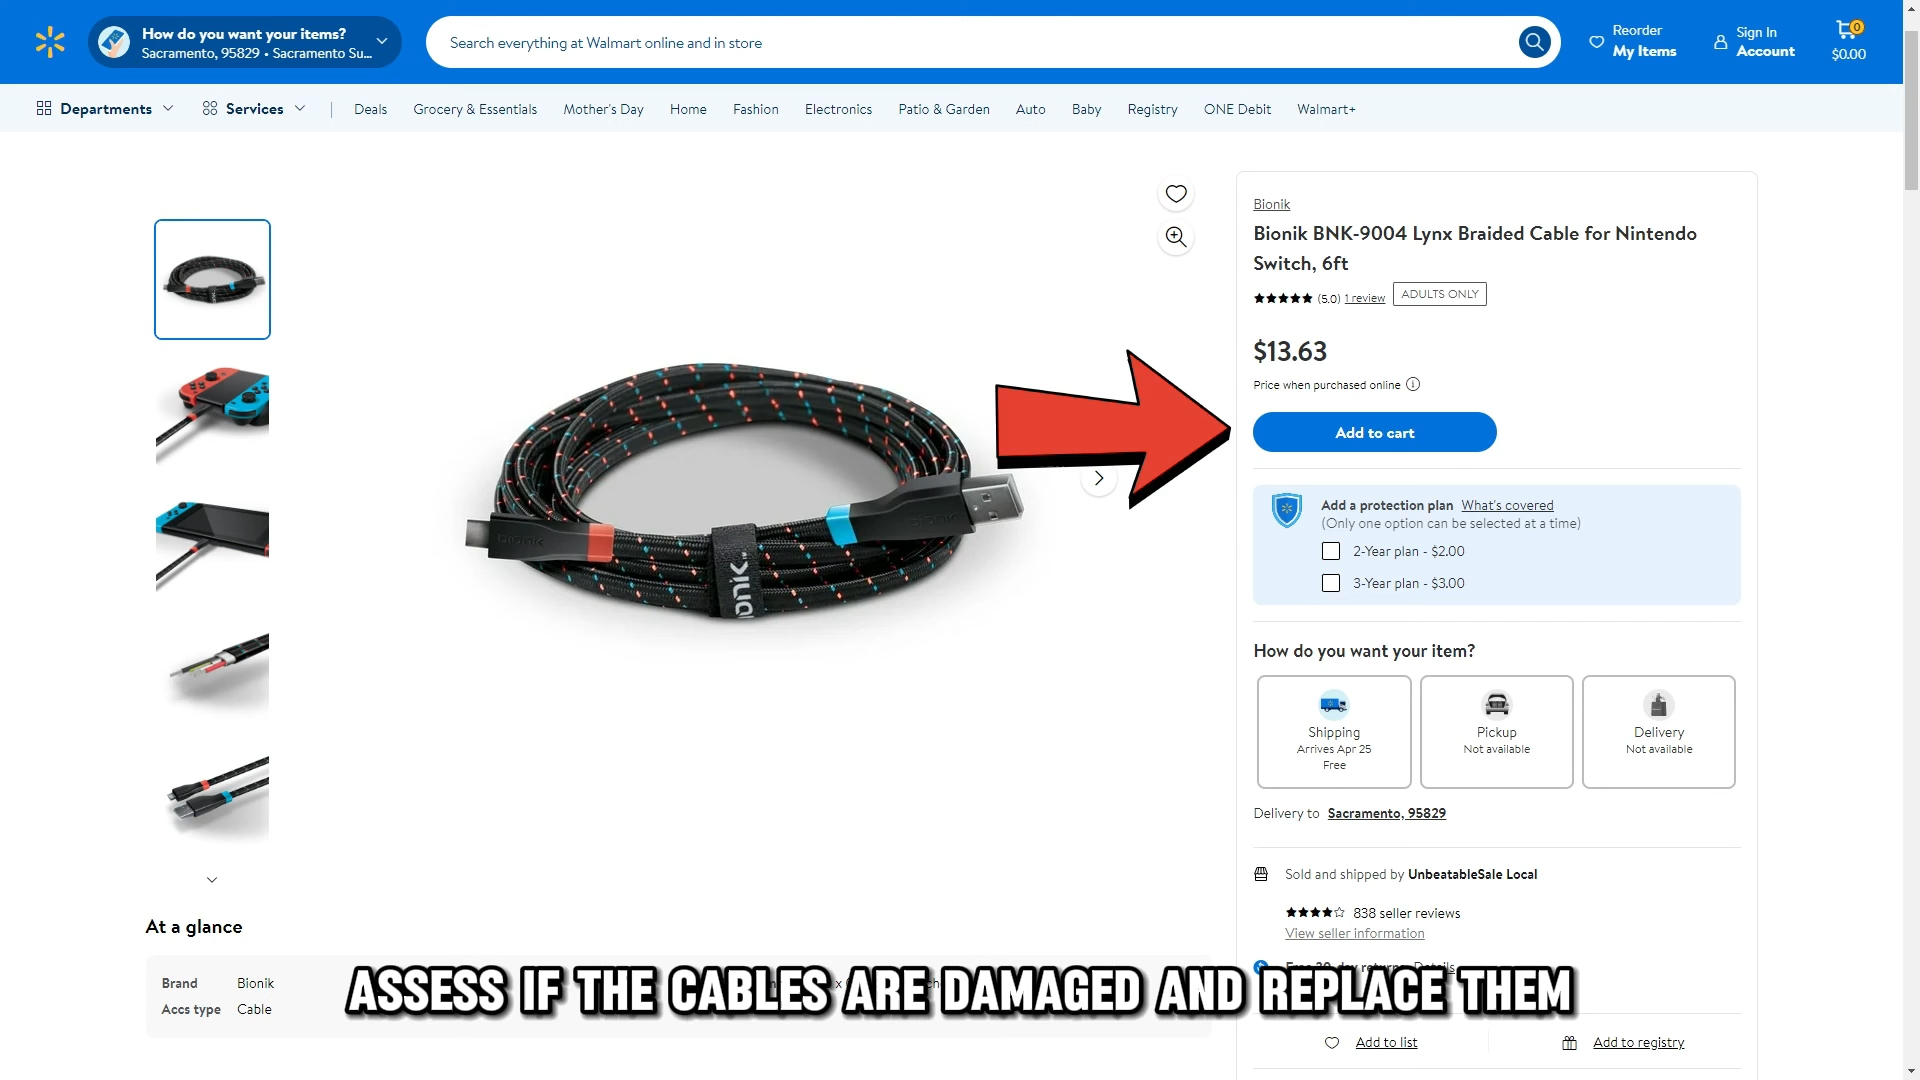 How do you want your items?
Sacramento, 95829 • Sacramento Su...
Search everything at Walmart online and in store
Reorder
My Items
Sign In
Account
0
$0.00
Departments
Services
Deals
Grocery & Essentials
Mother's Day
Home
Fashion
Electronics
Patio & Garden
Auto
Baby
Registry
ONE Debit
Walmart+
Bionik
Bionik BNK-9004 Lynx Braided Cable for Nintendo
Switch, 6ft
(5.0) 1 review ADULTS ONLY
$13.63
Price when purchased online
Add to cart
Add a protection plan What's covered
(Only one option can be selected at a time)
2-Year plan - $2.00
3-Year plan - $3.00
How do you want your item?
Shipping
Arrives Apr 25
Free
Pickup
Not available
Delivery
Not available
Delivery to Sacramento, 95829
Sold and shipped by UnbeatableSale Local
838 seller reviews
View seller information
Free 30-day returns Details
Add to list
Add to registry
At a glance
Brand Bionik
Accs type Cable
ASSESS IF THE CABLES ARE DAMAGED AND REPLACE THEM